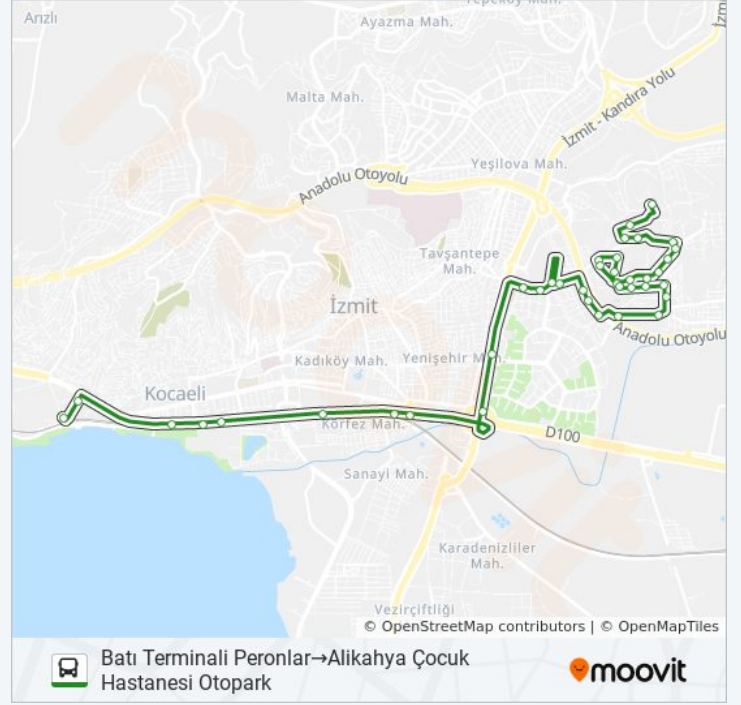 Tepeköy Mah.
Arızlı
Ayazma Mah.
Malta Mah.
İzmit - Kandıra Yolu
Yeşilova Mah.
Anadolu Otoyolu
Tavşantepe
Mah.
İzmit
Anadolu Otoyolu
Kadıköy Mah.
Yenişehir Mah.
Kocaeli
Körfez Mah.
D100
Sanayi Mah.
Karadenizliler
Mah.
Vezirçiftliği
© OpenStreetMap contributors | © OpenMapTiles
Batı Terminali Peronlar→Alikahya Çocuk
Hastanesi Otopark
moovit